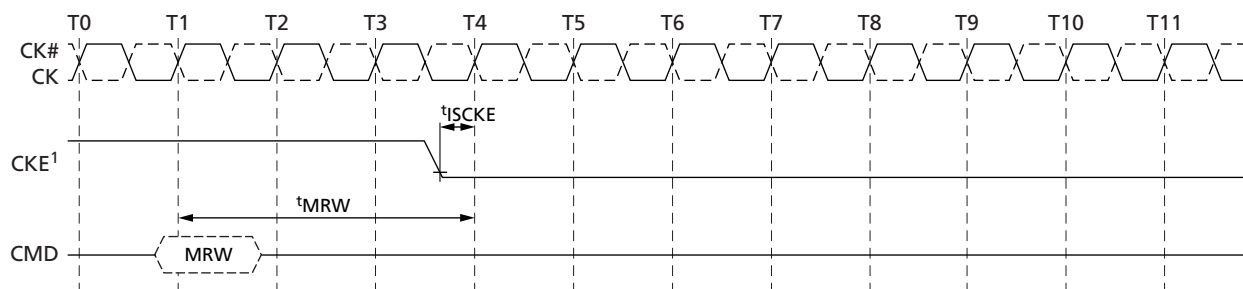 T0 T1 T2 T3 T4 T5 T6 T7 T8 T9 T10 T11
CK#
CK
tISCKE
CKE1
tMRW
CMD MRW